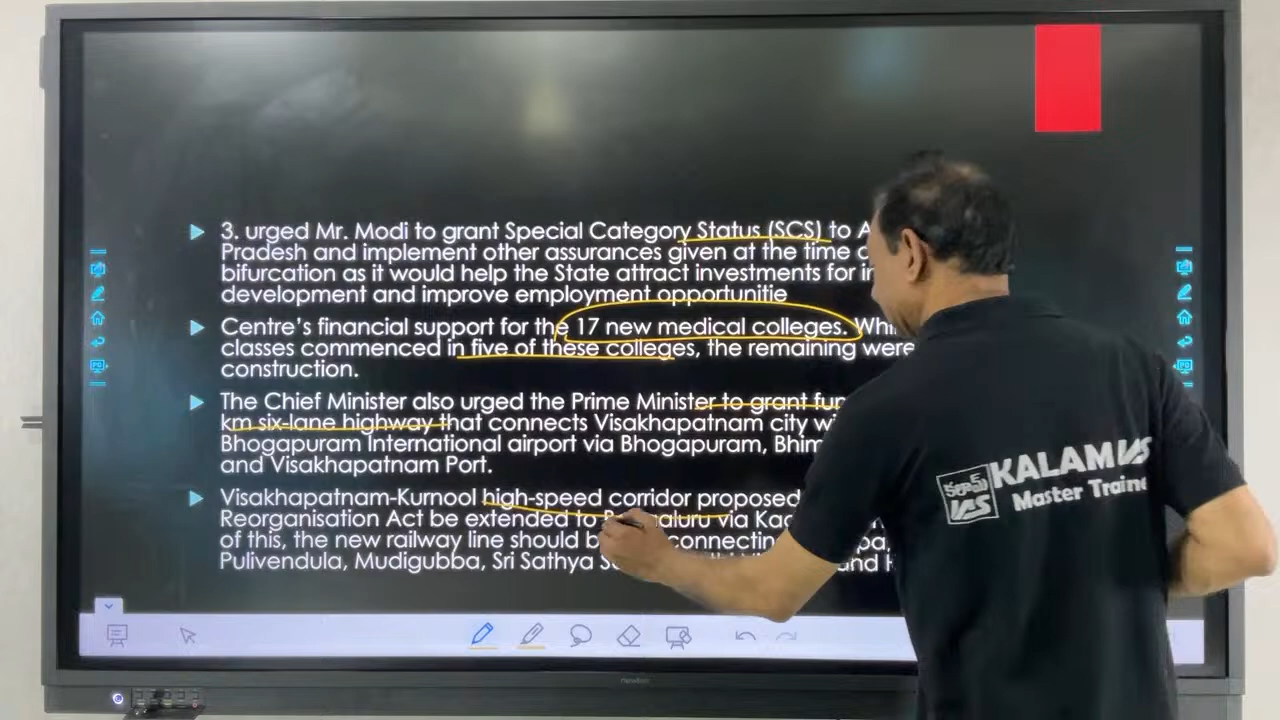 3. urged Mr. Modi to grant Special Category Status (SCS) to
Pradesh and implement other assurances given at the time
bifurcation as it would help the State attract investments for
development and improve employment opportunitie
Centre's financial support for the 17 new medical colleges.
classes commenced in five of these colleges, the remaining were
construction.
The Chief Minister also urged the Prime Minister to grant
km six-lane highway that connects Visakhapatnam city
Bhogapuram International airport via Bhogapuram,
and Visakhapatnam Port.
Visakhapatnam-Kurnool high-speed corridor proposed
Reorganisation Act be extended to via
of this, the new railway line should connecting
Pulivendula, Mudigubba, Sri Sathya
కలామ్
IAS
KALAM IAS
Master Traine